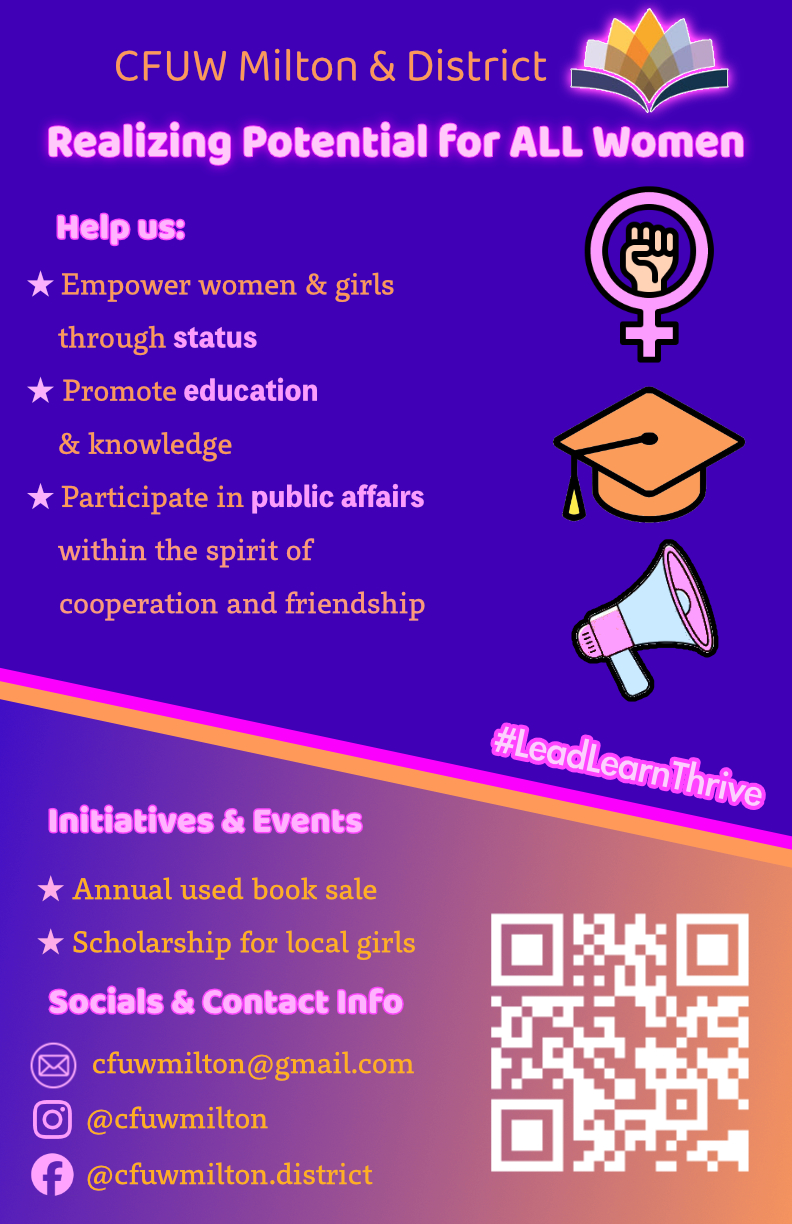 CFUW Milton & District
Realizing Potential for ALL Women
Help us:
★ Empower women & girls
through status
★ Promote education
& knowledge
★ Participate in public affairs
within the spirit of
cooperation and friendship
#LeadLearnThrive
Initiatives & Events
★ Annual used book sale
★ Scholarship for local girls
Socials & Contact Info
cfuwmilton@gmail.com
@cfuwmilton
@cfuwmilton.district